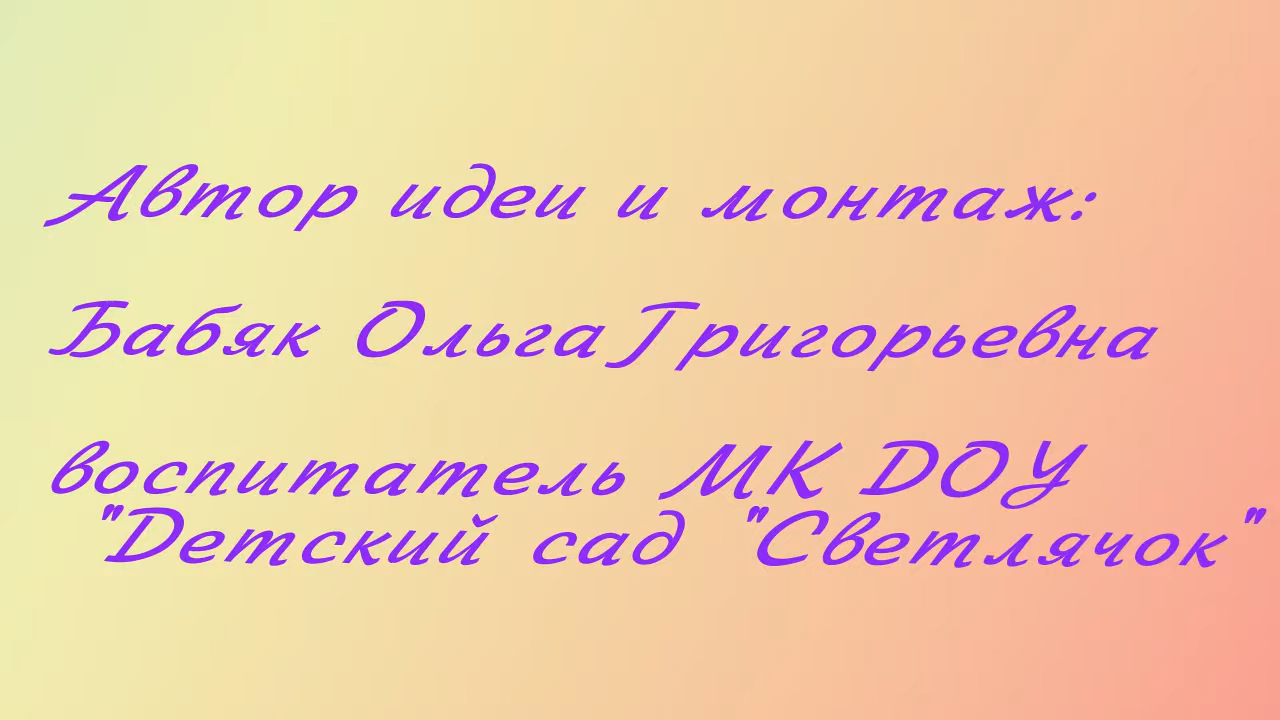 Автор идеи и монтаж:
Бабяк Ольга Григорьевна
воспитатель МК ДОУ
"Детский сад "Светлячок"